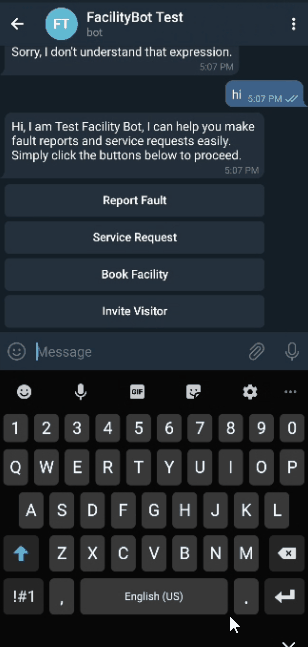 FT
FacilityBot Test
bot
Sorry, I don't understand that expression.
5:07 PM
hi 5:07 PM
Hi, I am Test Facility Bot, I can help you make
fault reports and service requests easily.
Simply click the buttons below to proceed.
5:07 PM
Report Fault
Service Request
Book Facility
Invite Visitor
Message
GIF
1 2 3 4 5 6 7 8 9 0
Q W E R T Y U I O P
A S D F G H J K L
Z X C V B N M
!#1 , English (US) .